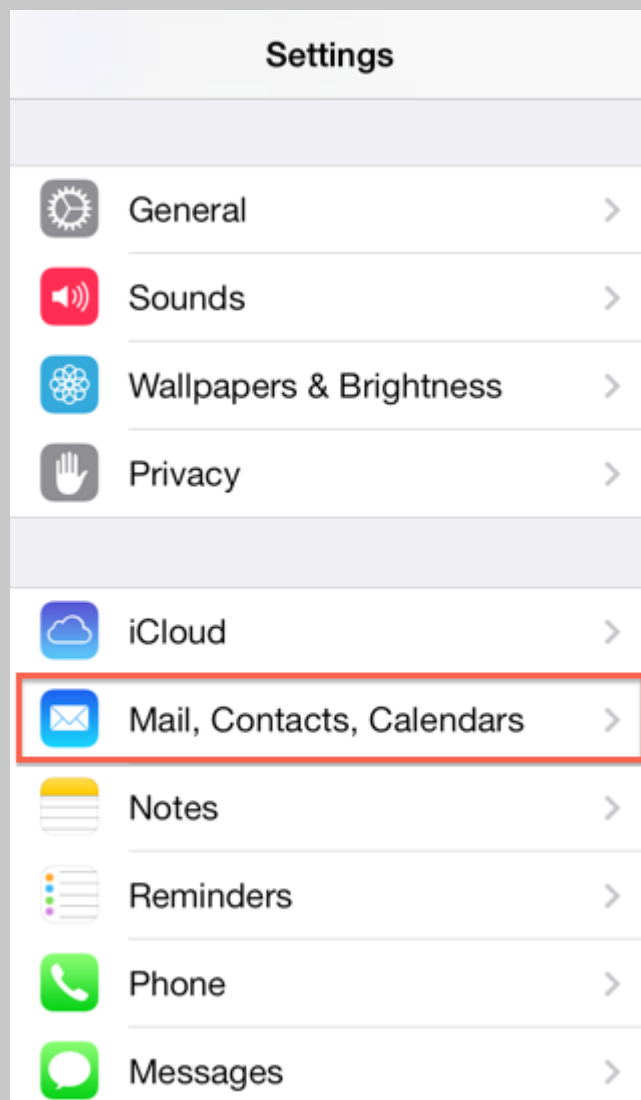 Settings
General
Sounds
Wallpapers & Brightness
Privacy
iCloud
Mail, Contacts, Calendars
Notes
Reminders
Phone
Messages